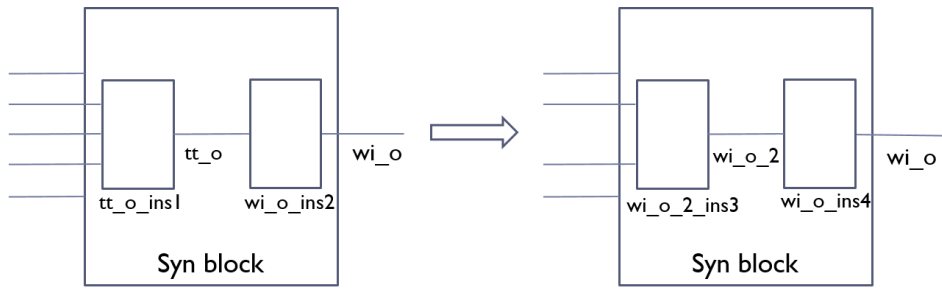 tt_o
wi_o
tt_o_ins1
wi_o_ins2
Syn block
wi_o_2
wi_o
wi_o_2_ins3
wi_o_ins4
Syn block